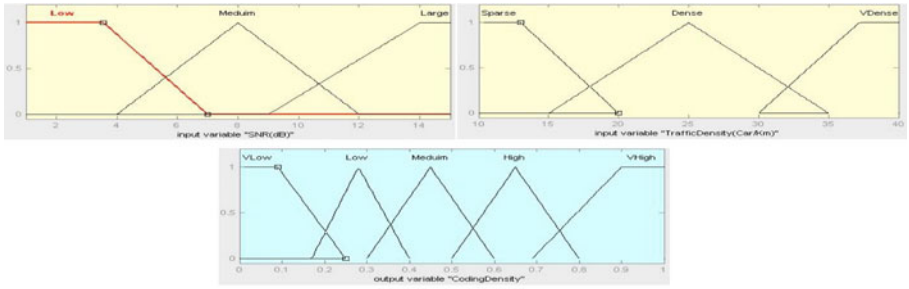 Low Meduim Large
1
0.5
0
2 4 6 8 10 12 14
input variable "SNR(dB)"
Sparse Dense VDense
1
0.5
0
10 15 20 25 30 35 40
input variable "TrafficDensity(Car/Km)"
VLow Low Meduim High VHigh
1
0.5
0
0 0.1 0.2 0.3 0.4 0.5 0.6 0.7 0.8 0.9 1
output variable "CodingDensity"